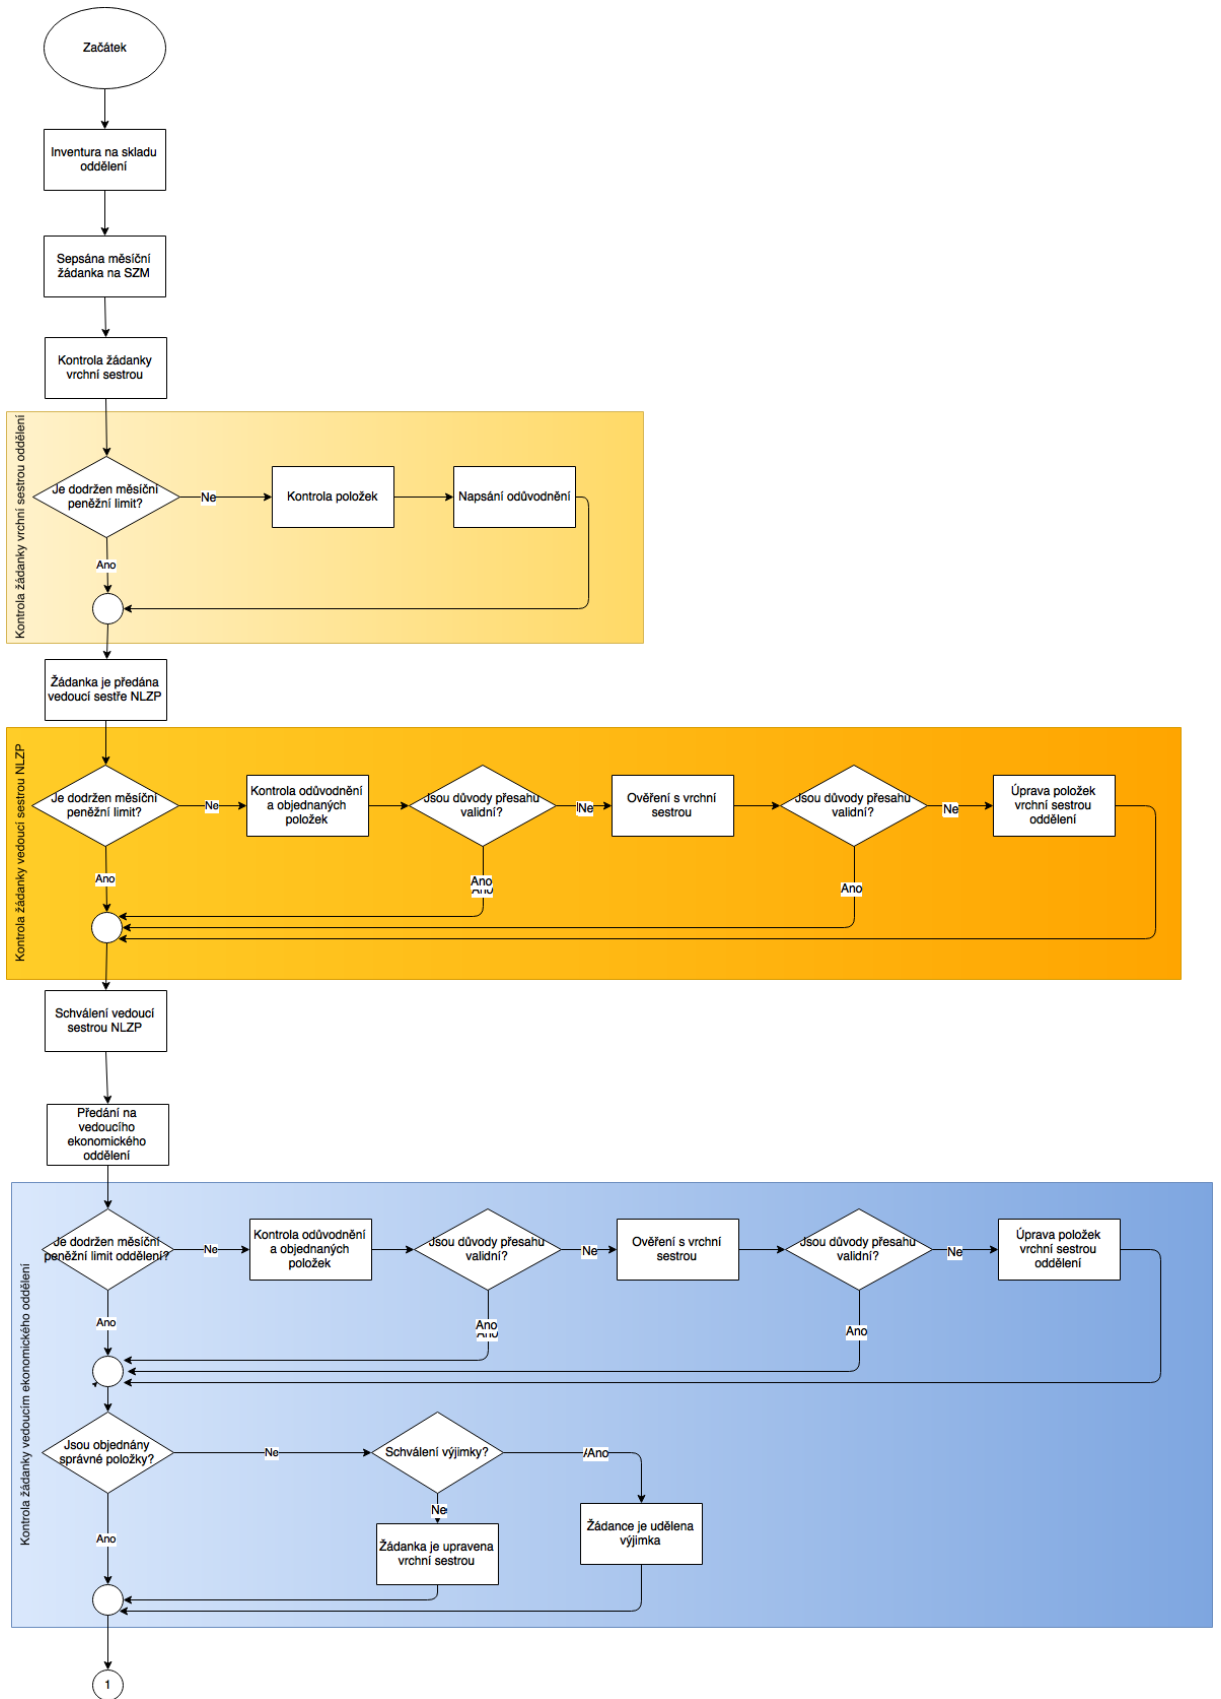 Začátek
Inventura na skladu
oddělení
Sepsána měsíční
žádanka na SZM
Kontrola žádanky
vrchní sestrou
Kontrola žádanky vrchní sestrou oddělení
Je dodržen měsíční
peněžní limit?
Ne
Kontrola položek
Napsání odůvodnění
Ano
Žádanka je předána
vedoucí sestře NLZP
Kontrola žádanky vedoucí sestrou NLZP
Je dodržen měsíční
peněžní limit?
Ne
Kontrola odůvodnění
a objednaných
položek
Jsou důvody přesahu
validní?
Ne
Ověření s vrchní
sestrou
Jsou důvody přesahu
validní?
Ne
Úprava položek
vrchní sestrou
oddělení
Ano
Ano
Ano
Ano
Schválení vedoucí
sestrou NLZP
Předání na
vedoucího
ekonomického
oddělení
Kontrola žádanky vedoucím ekonomického oddělení
Je dodržen měsíční
peněžní limit oddělení?
Ne
Kontrola odůvodnění
a objednaných
položek
Jsou důvody přesahu
validní?
Ne
Ověření s vrchní
sestrou
Jsou důvody přesahu
validní?
Ne
Úprava položek
vrchní sestrou
oddělení
Ano
Ano
Ano
Ano
Jsou objednány
správné položky?
Ne
Schválení výjimky?
Ano
Ne
Ano
Žádanka je upravena
vrchní sestrou
Žádance je udělena
výjimka
1